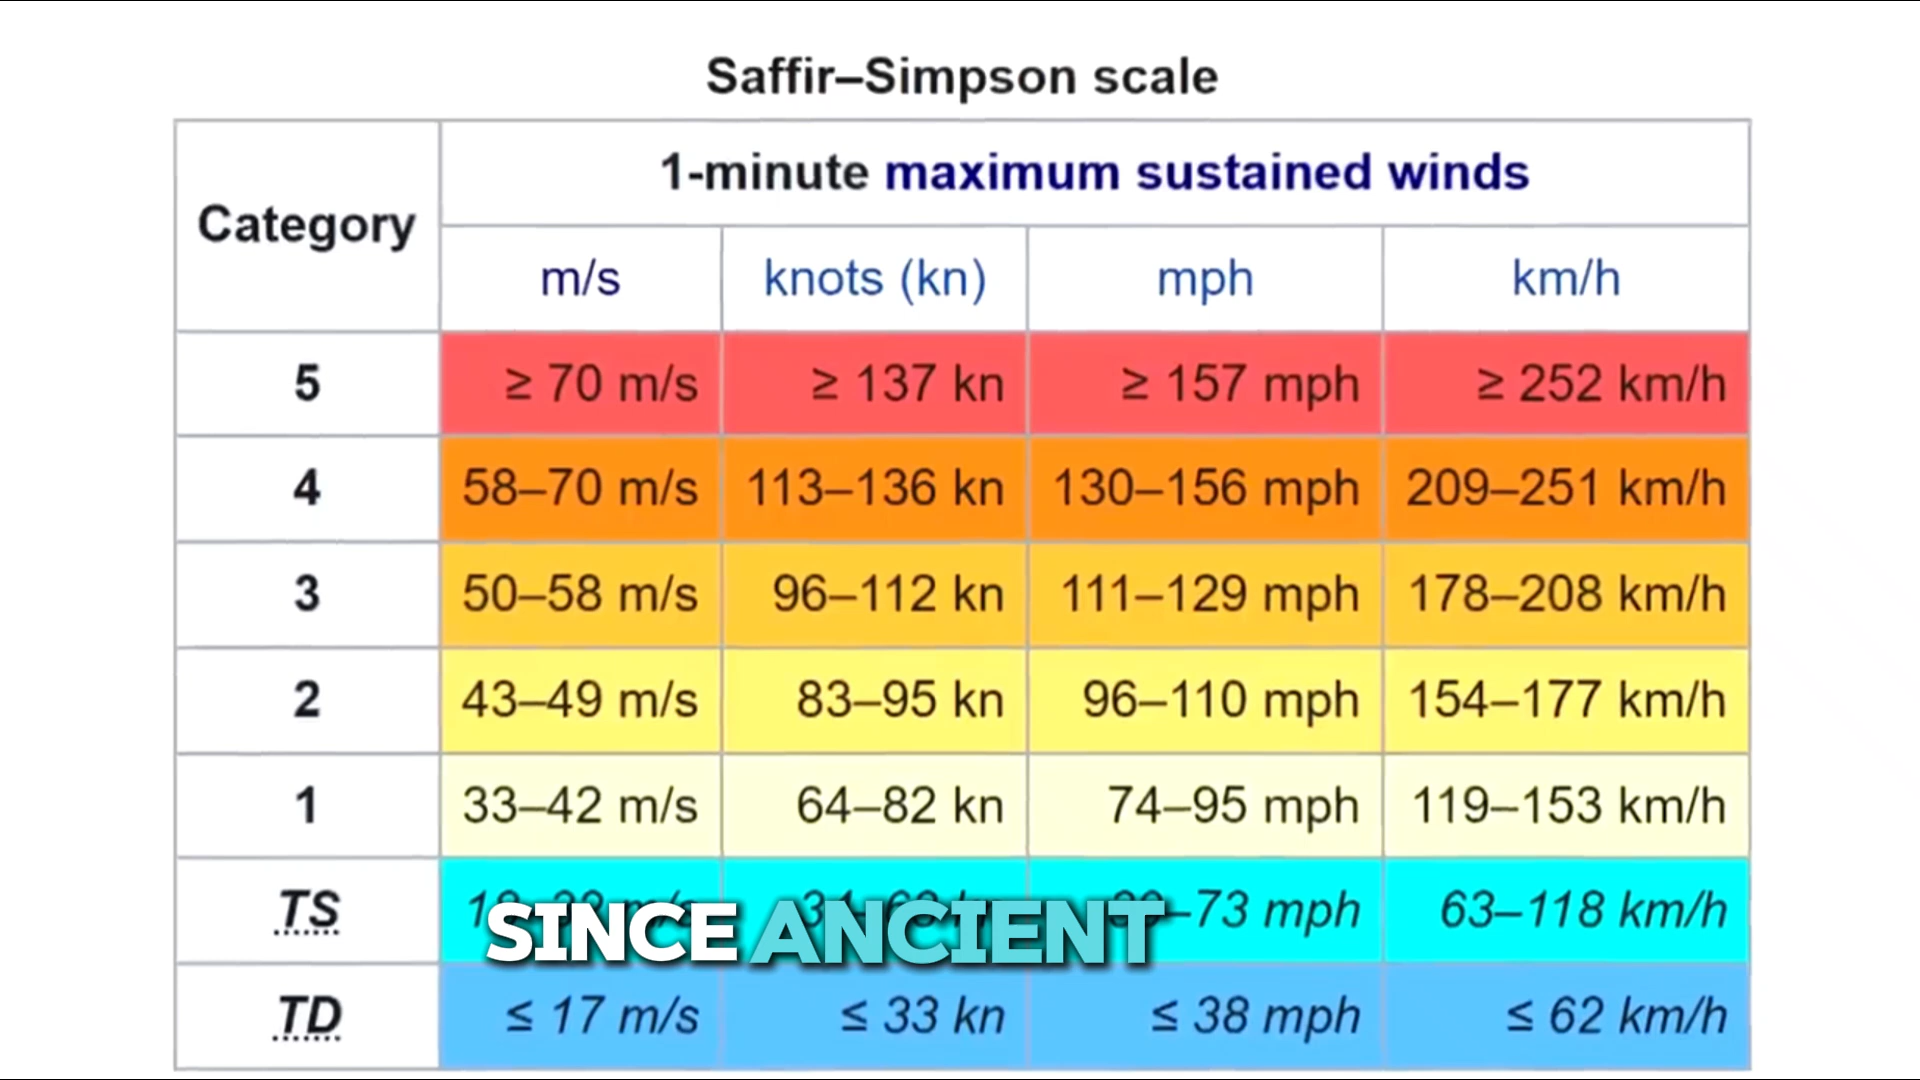 Saffir–Simpson scale
Category
1-minute maximum sustained winds
m/s knots (kn) mph km/h
5 ≥ 70 m/s ≥ 137 kn ≥ 157 mph ≥ 252 km/h
4 58–70 m/s 113–136 kn 130–156 mph 209–251 km/h
3 50–58 m/s 96–112 kn 111–129 mph 178–208 km/h
2 43–49 m/s 83–95 kn 96–110 mph 154–177 km/h
1 33–42 m/s 64–82 kn 74–95 mph 119–153 km/h
TS –73 mph 63–118 km/h
SINCE ANCIENT
TD ≤ 17 m/s ≤ 33 kn ≤ 38 mph ≤ 62 km/h